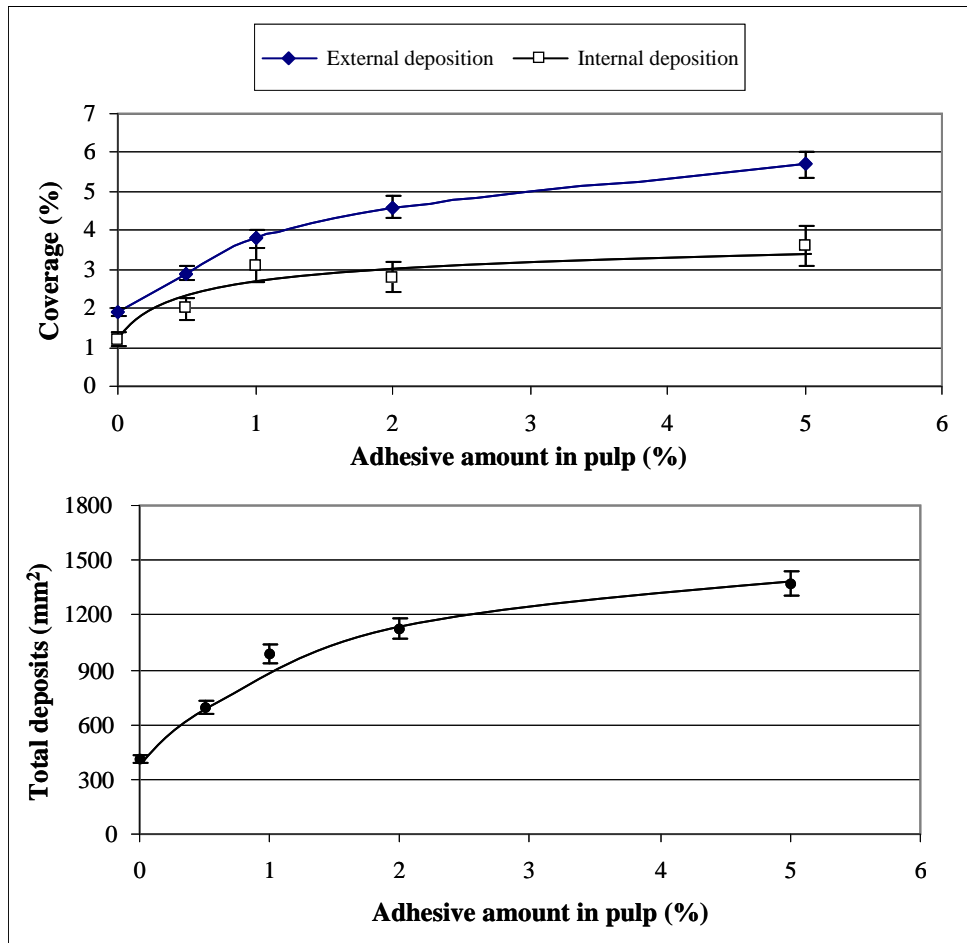 External deposition Internal deposition
7
6
5
4
3
2
1
0
Coverage (%)
0 1 2 3 4 5 6
Adhesive amount in pulp (%)
1800
1500
1200
900
600
300
0
Total deposits (mm²)
0 1 2 3 4 5 6
Adhesive amount in pulp (%)